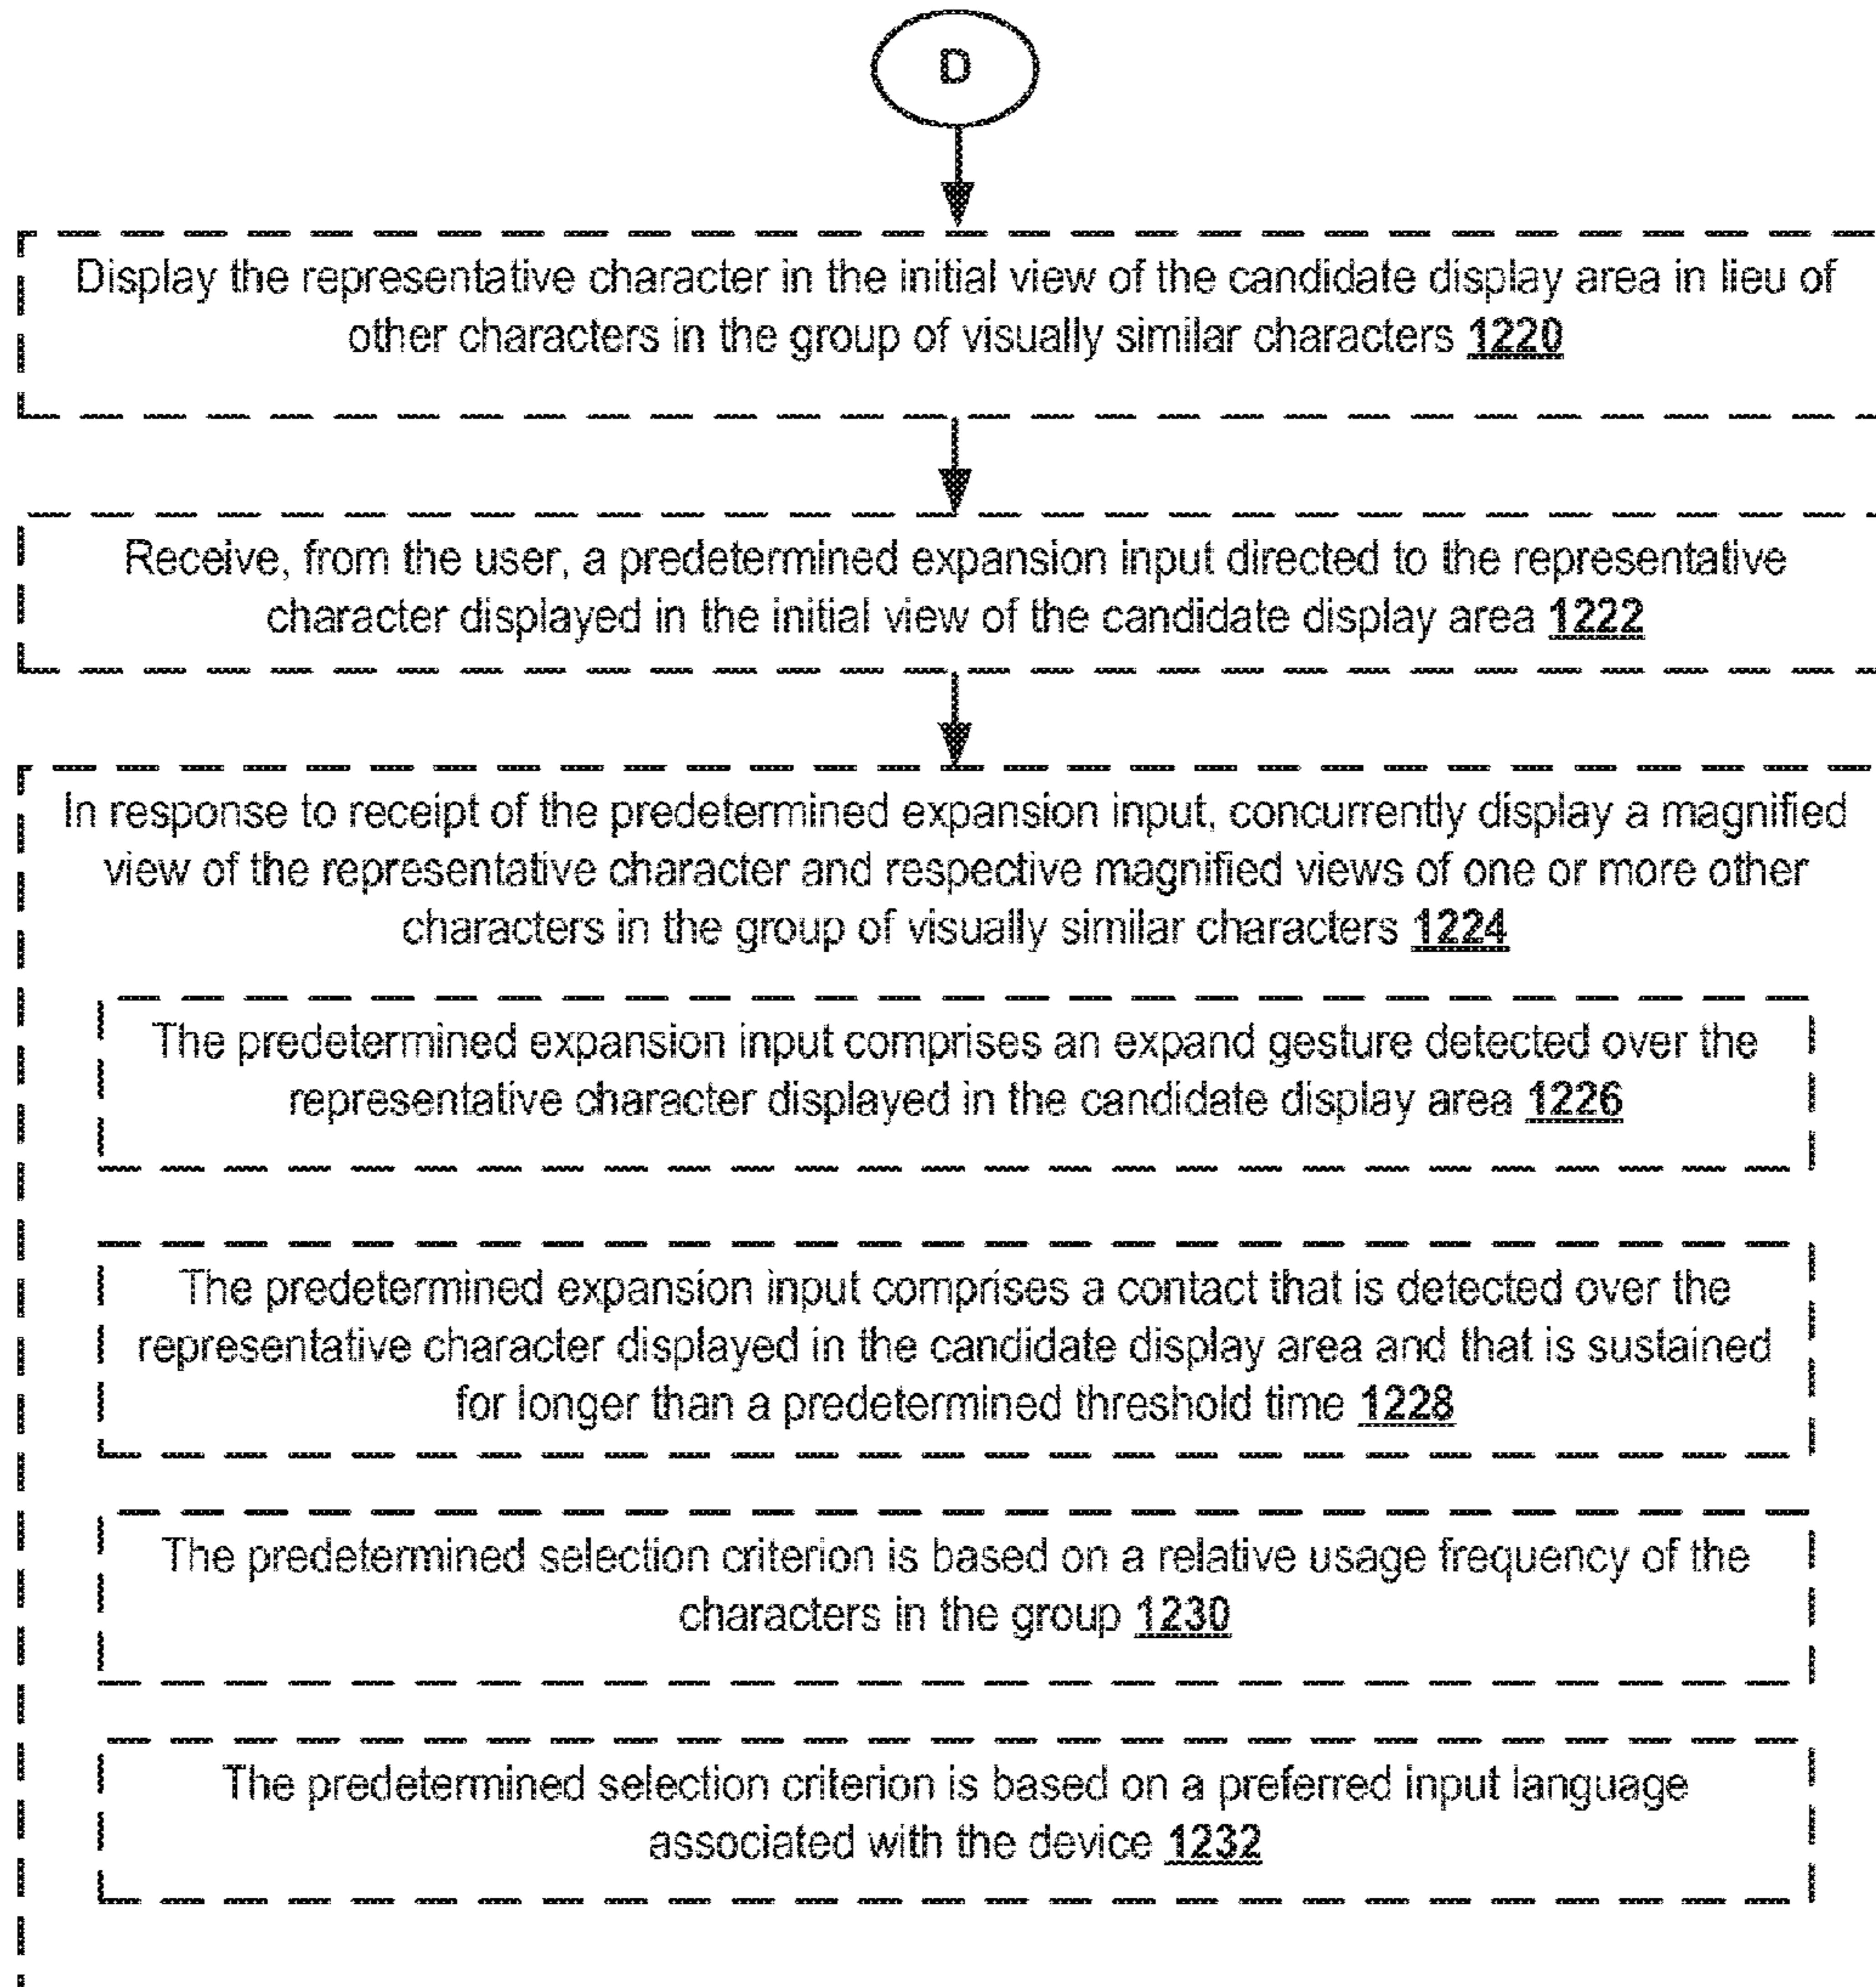 D
Display the representative character in the initial view of the candidate display area in lieu of
other characters in the group of visually similar characters 1220
Receive, from the user, a predetermined expansion input directed to the representative
character displayed in the initial view of the candidate display area 1222
In response to receipt of the predetermined expansion input, concurrently display a magnified
view of the representative character and respective magnified views of one or more other
characters in the group of visually similar characters 1224
The predetermined expansion input comprises an expand gesture detected over the
representative character displayed in the candidate display area 1226
The predetermined expansion input comprises a contact that is detected over the
representative character displayed in the candidate display area and that is sustained
for longer than a predetermined threshold time 1228
The predetermined selection criterion is based on a relative usage frequency of the
characters in the group 1230
The predetermined selection criterion is based on a preferred input language
associated with the device 1232